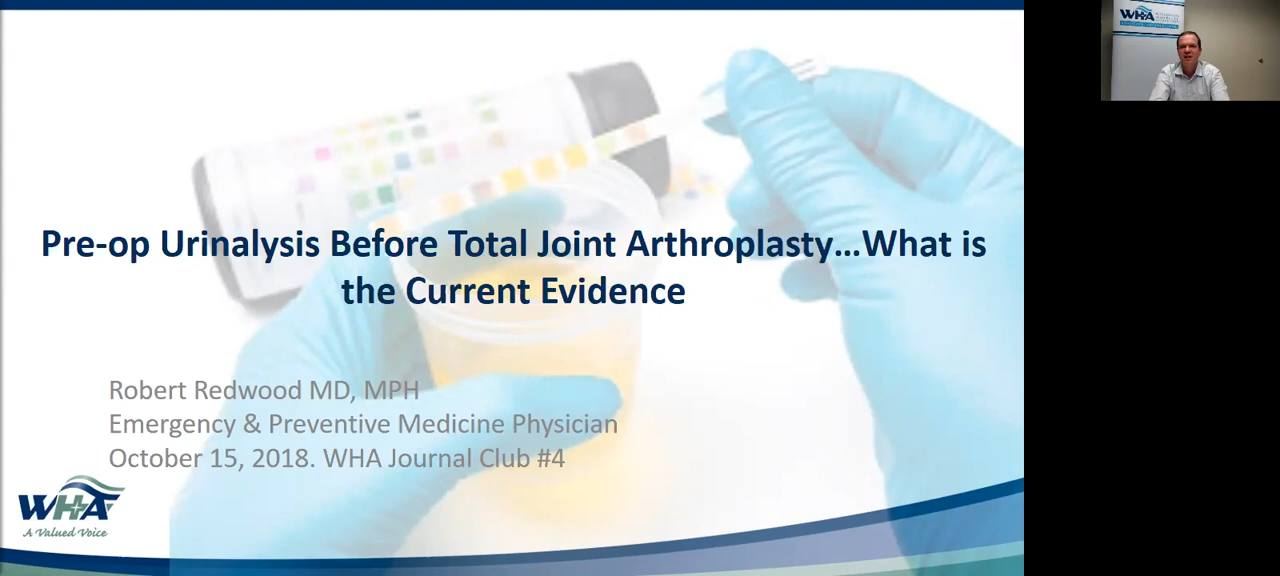 Pre-op Urinalysis Before Total Joint Arthroplasty...What is
the Current Evidence
Robert Redwood MD, MPH
Emergency & Preventive Medicine Physician
October 15, 2018. WHA Journal Club #4
WHA
A Valued Voice
WHA